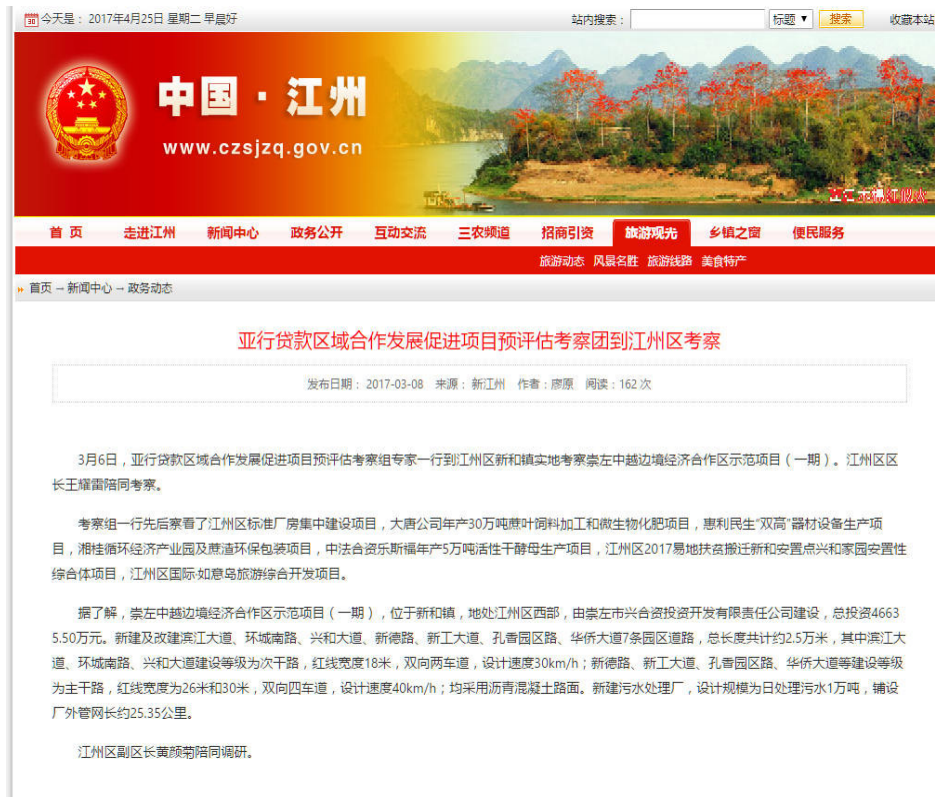 今天是： 2017年4月25日 星期二 早晨好
站内搜索： 标题 ▼ 搜索 收藏本站
中国·江州
www.czsjzq.gov.cn
首 页 走进江州 新闻中心 政务公开 互动交流 三农频道 招商引资 旅游观光 乡镇之窗 便民服务
旅游动态 风景名胜 旅游线路 美食特产
首页 → 新闻中心 → 政务动态
亚行贷款区域合作发展促进项目预评估考察团到江州区考察
发布日期： 2017-03-08 来源： 新江州 作者：廖原 阅读：162 次
3月6日，亚行贷款区域合作发展促进项目预评估考察组专家一行到江州区新和镇实地考察崇左中越边境经济合作区示范项目（一期）。江州区区
长王耀雷陪同考察。
考察组一行先后察看了江州区标准厂房集中建设项目，大唐公司年产30万吨蔗叶饲料加工和微生物化肥项目，惠利民生“双高”器材设备生产项
目，湘桂循环经济产业园及蔗渣环保包装项目，中法合资乐斯福年产5万吨活性干酵母生产项目，江州区2017易地扶贫搬迁新和安置点兴和家园安置性
综合体项目，江州区国际·如意岛旅游综合开发项目。
据了解，崇左中越边境经济合作区示范项目（一期），位于新和镇，地处江州区西部，由崇左市兴合资投资开发有限责任公司建设，总投资4663
5.50万元。新建及改建滨江大道、环城南路、兴和大道、新德路、新工大道、孔香园区路、华侨大道7条园区道路，总长度共计约2.5万米，其中滨江大
道、环城南路、兴和大道建设等级为次干路，红线宽度18米，双向两车道，设计速度30km/h；新德路、新工大道、孔香园区路、华侨大道等建设等级
为主干路，红线宽度为26米和30米，双向四车道，设计速度40km/h；均采用沥青混凝土路面。新建污水处理厂，设计规模为日处理污水1万吨，铺设
厂外管网长约25.35公里。
江州区副区长黄颜菊陪同调研。